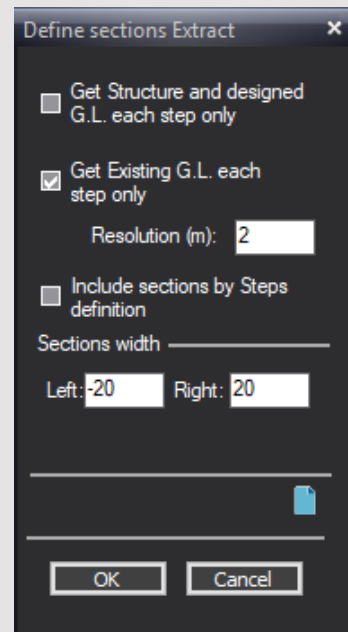 Define sections Extract
Get Structure and designed
G.L. each step only
Get Existing G.L. each
step only
Resolution (m): 2
Include sections by Steps
definition
Sections width
Left: -20 Right: 20
OK Cancel